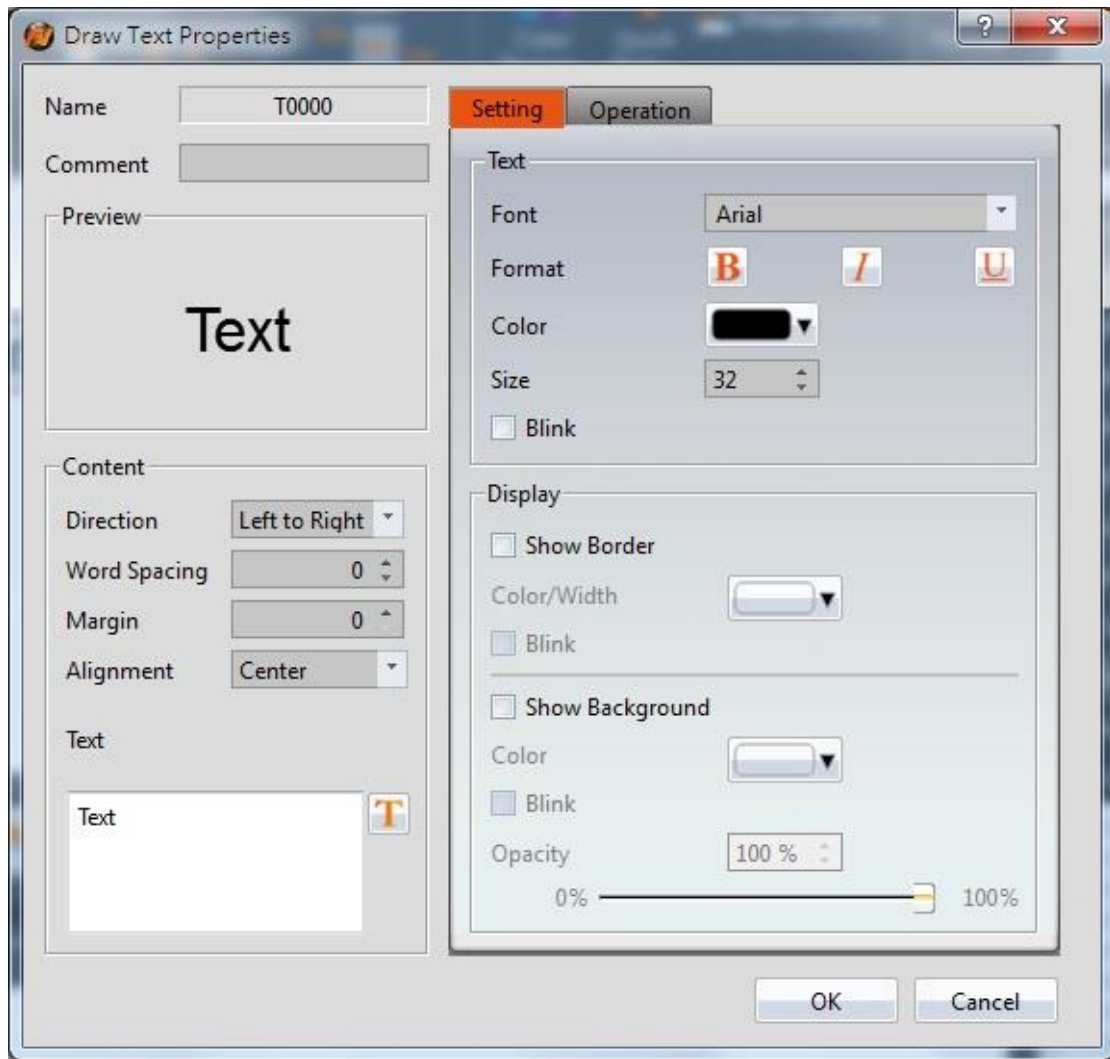 Draw Text Properties
?
X
Name T0000
Comment
Preview
Text
Content
Direction Left to Right
Word Spacing 0
Margin 0
Alignment Center
Text
Text
T
Setting Operation
Text
Font Arial
Format B I U
Color
Size 32
Blink
Display
Show Border
Color/Width
Blink
Show Background
Color
Blink
Opacity 100 %
0% 100%
OK Cancel